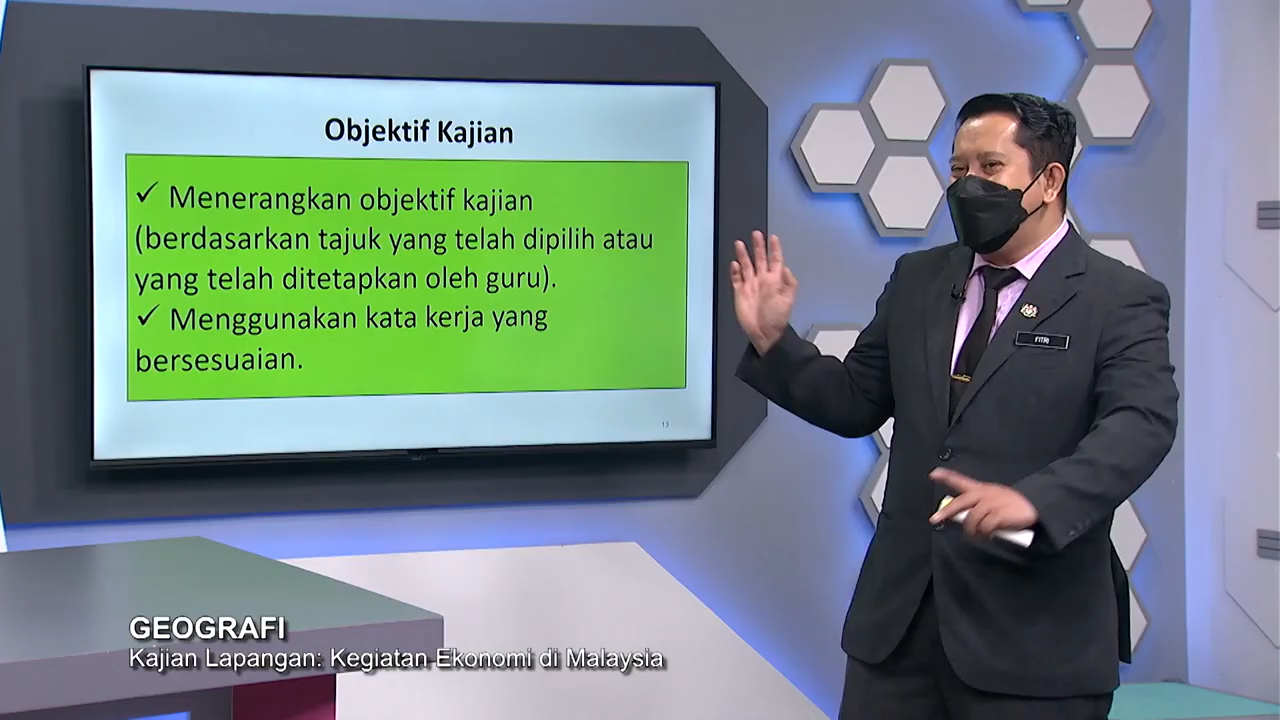 Objektif Kajian
✓ Menerangkan objektif kajian
(berdasarkan tajuk yang telah dipilih atau
yang telah ditetapkan oleh guru).
✓ Menggunakan kata kerja yang
bersesuaian.
13
FITRI
GEOGRAFI
Kajian Lapangan: Kegiatan Ekonomi di Malaysia